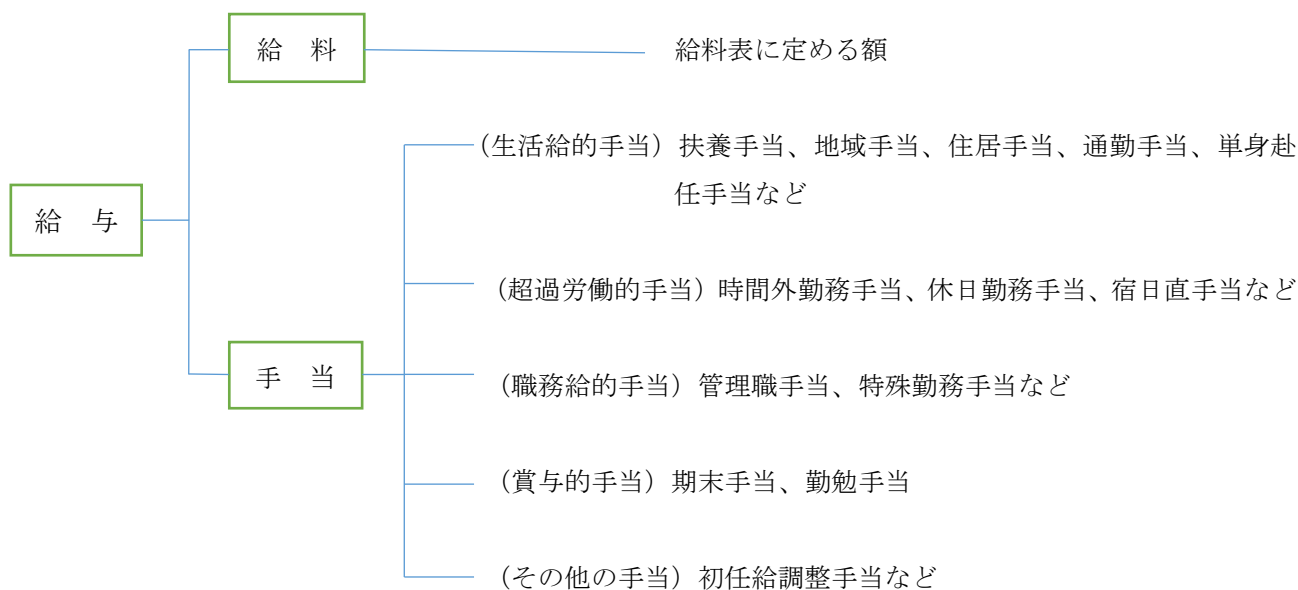 給　料
給料表に定める額
（生活給的手当）扶養手当、地域手当、住居手当、通勤手当、単身赴
任手当など
給　与
（超過労働的手当）時間外勤務手当、休日勤務手当、宿日直手当など
手　当
（職務給的手当）管理職手当、特殊勤務手当など
（賞与的手当）期末手当、勤勉手当
（その他の手当）初任給調整手当など